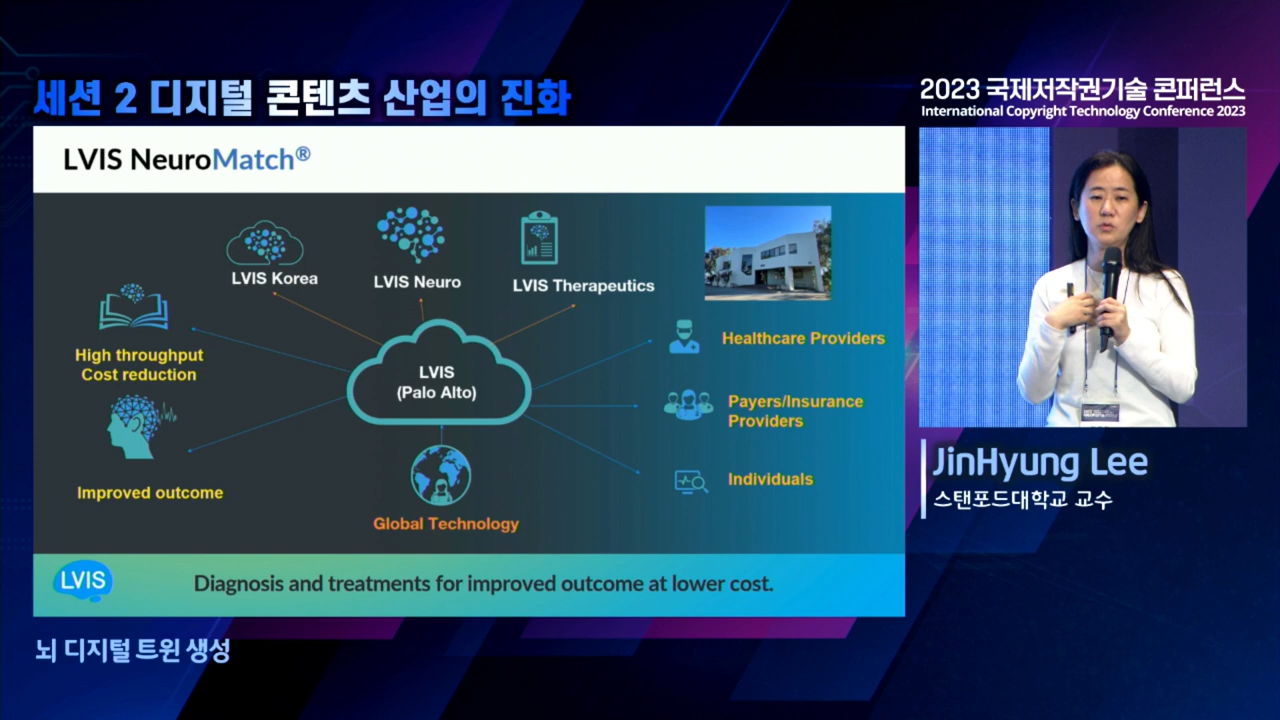 세션 2 디지털 콘텐츠 산업의 진화
2023 국제저작권기술 콘퍼런스
International Copyright Technology Conference 2023
LVIS NeuroMatch®
LVIS Korea
LVIS Neuro
LVIS Therapeutics
High throughput
Cost reduction
LVIS
(Palo Alto)
Healthcare Providers
Payers/Insurance
Providers
Improved outcome
Individuals
Global Technology
LVIS
Diagnosis and treatments for improved outcome at lower cost.
JinHyung Lee
스탠포드대학교 교수
뇌 디지털 트윈 생성